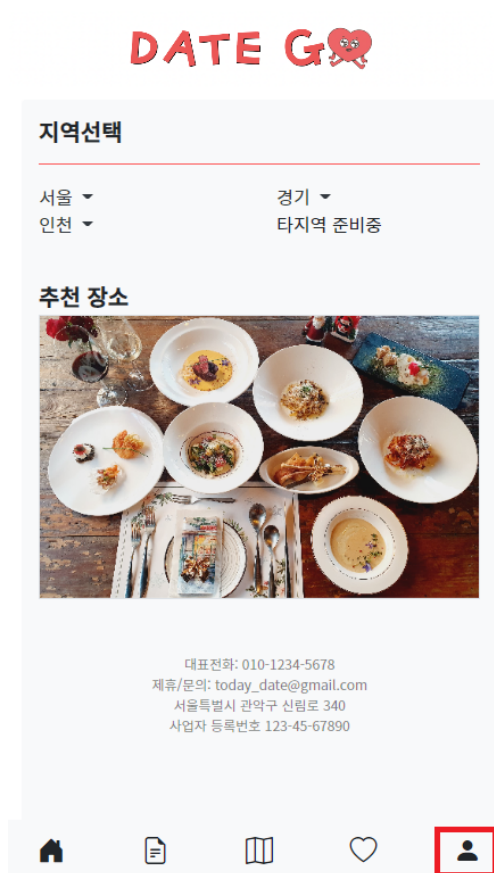 DATE GO
지역선택
서울
경기
인천
타지역 준비중
추천 장소
대표전화: 010-1234-5678
제휴/문의: today_date@gmail.com
서울특별시 관악구 신림로 340
사업자 등록번호 123-45-67890